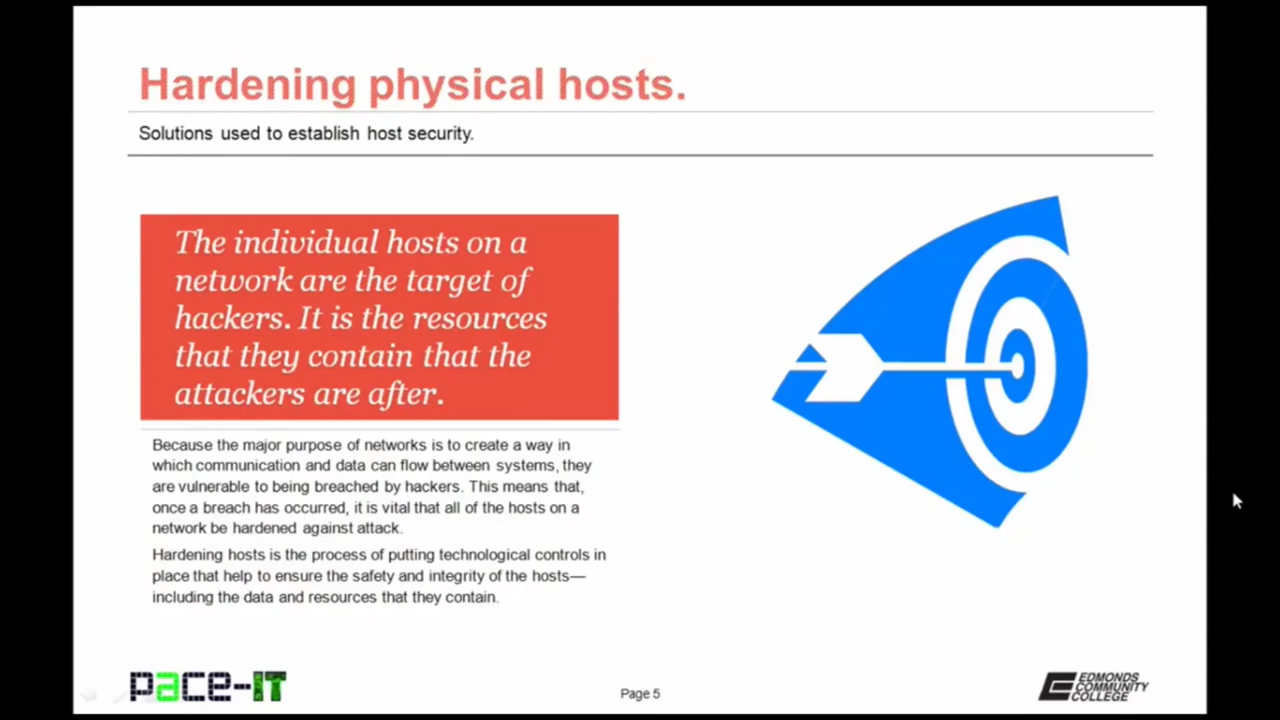 Hardening physical hosts.
Solutions used to establish host security.
The individual hosts on a
network are the target of
hackers. It is the resources
that they contain that the
attackers are after.
Because the major purpose of networks is to create a way in
which communication and data can flow between systems, they
are vulnerable to being breached by hackers. This means that,
once a breach has occurred, it is vital that all of the hosts on a
network be hardened against attack.
Hardening hosts is the process of putting technological controls in
place that help to ensure the safety and integrity of the hosts—
including the data and resources that they contain.
pace-IT
Page 5
EDMONDS
COMMUNITY
COLLEGE